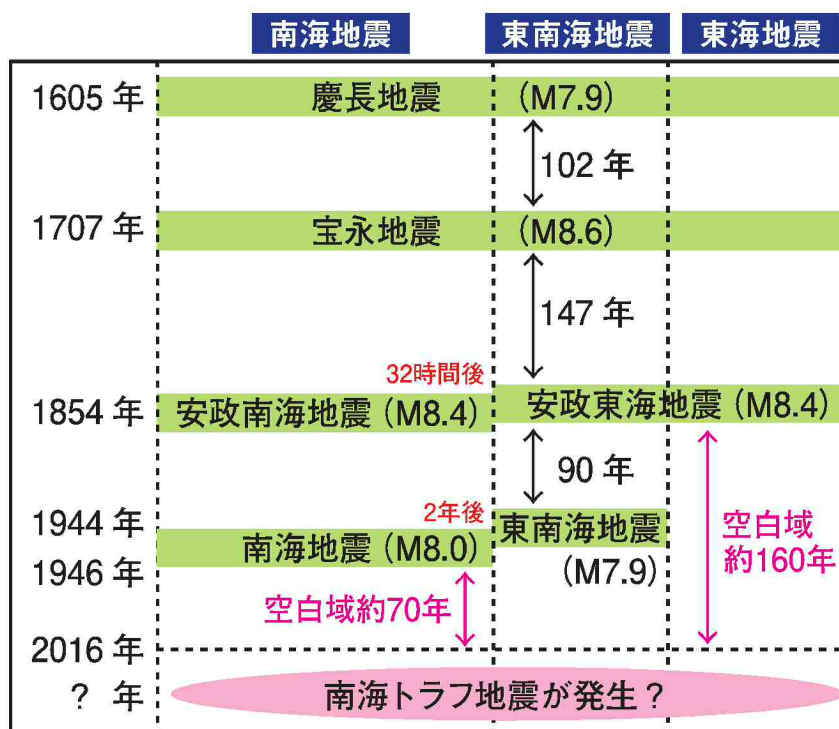 南海地震 東南海地震 東海地震
1605 年 慶長地震 (M7.9)
102 年
1707 年 宝永地震 (M8.6)
147 年
32時間後
1854 年 安政南海地震 (M8.4) 安政東海地震 (M8.4)
90 年
1944 年 2年後 東南海地震
南海地震 (M8.0)
空白域
約160年
1946 年 (M7.9)
空白域約70年
2016 年
? 年 南海トラフ地震が発生?